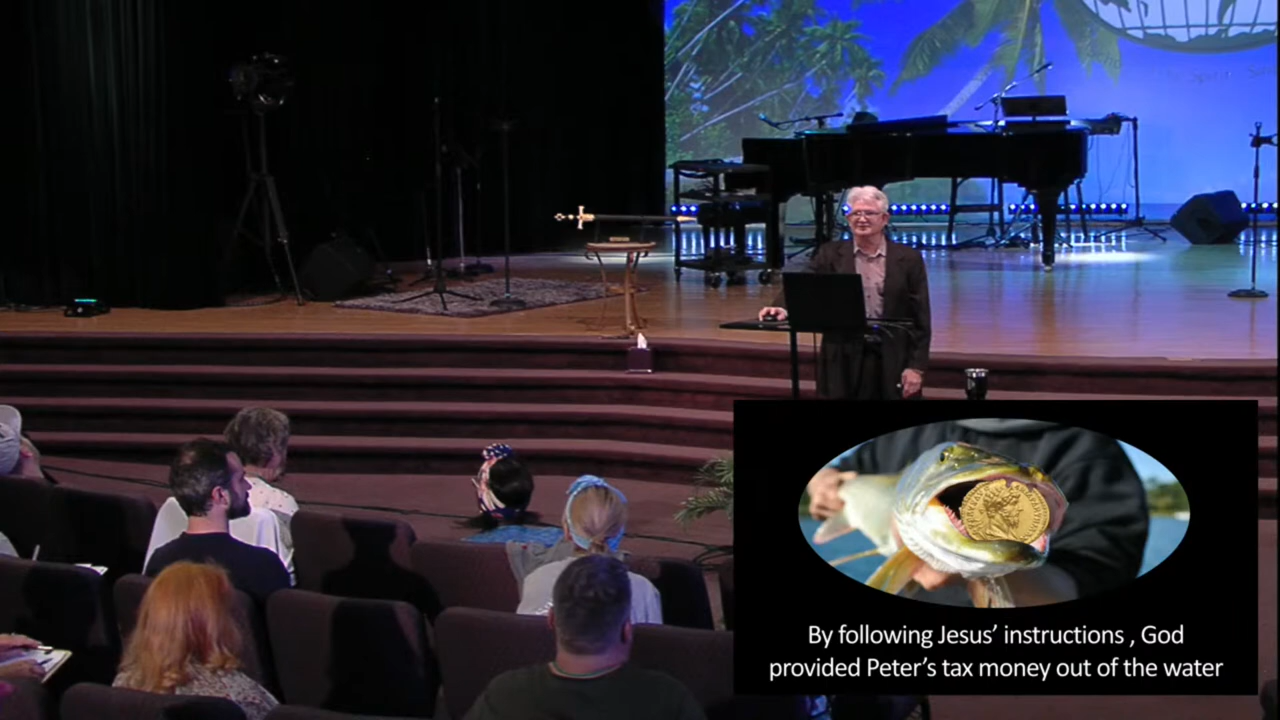 By following Jesus’ instructions , God
provided Peter’s tax money out of the water